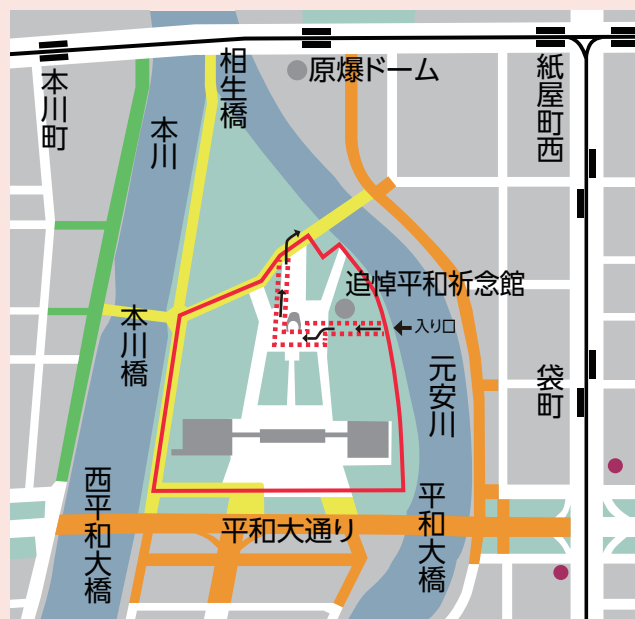 原爆ドーム
相生橋
本川町
本川
紙屋町西
追悼平和祈念館
入り口
本川橋
元安川
袋町
西平和大橋
平和大通り
平和大橋